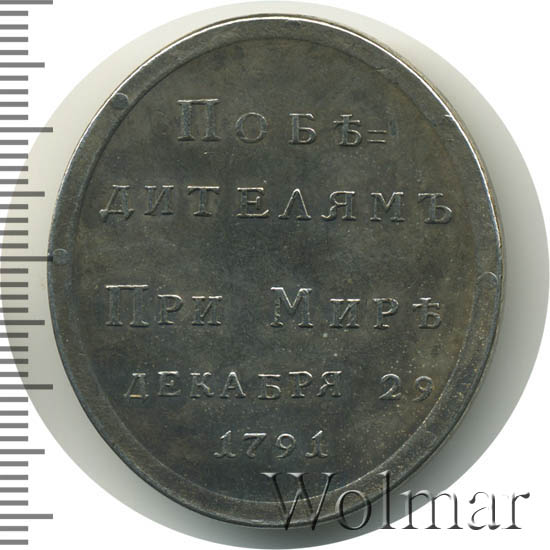 ПОБѢ=
ДИТЕЛЯМЪ
ПРИ МИРѢ
ДЕКАБРЯ 29
1791
Wolmar